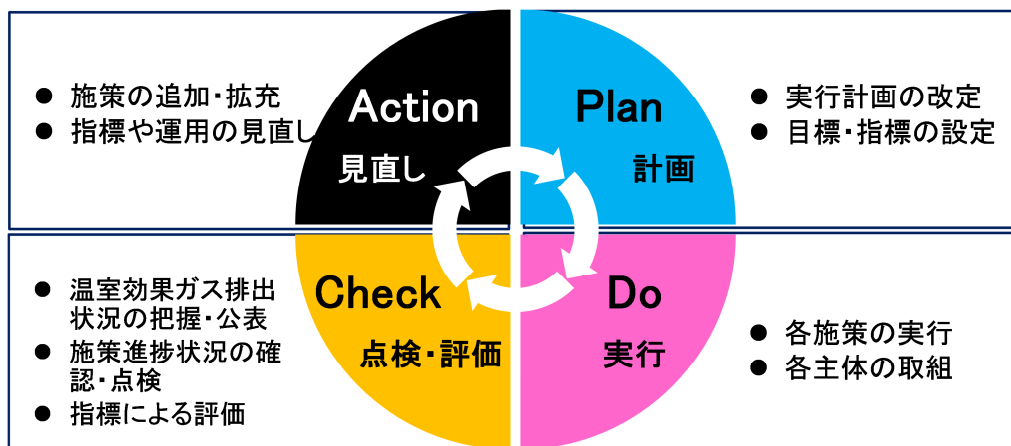 ● 施策の追加・拡充
● 指標や運用の見直し
Action
見直し
Plan
計画
● 実行計画の改定
● 目標・指標の設定
● 温室効果ガス排出
状況の把握・公表
● 施策進捗状況の確
認・点検
● 指標による評価
Check
点検・評価
Do
実行
● 各施策の実行
● 各主体の取組